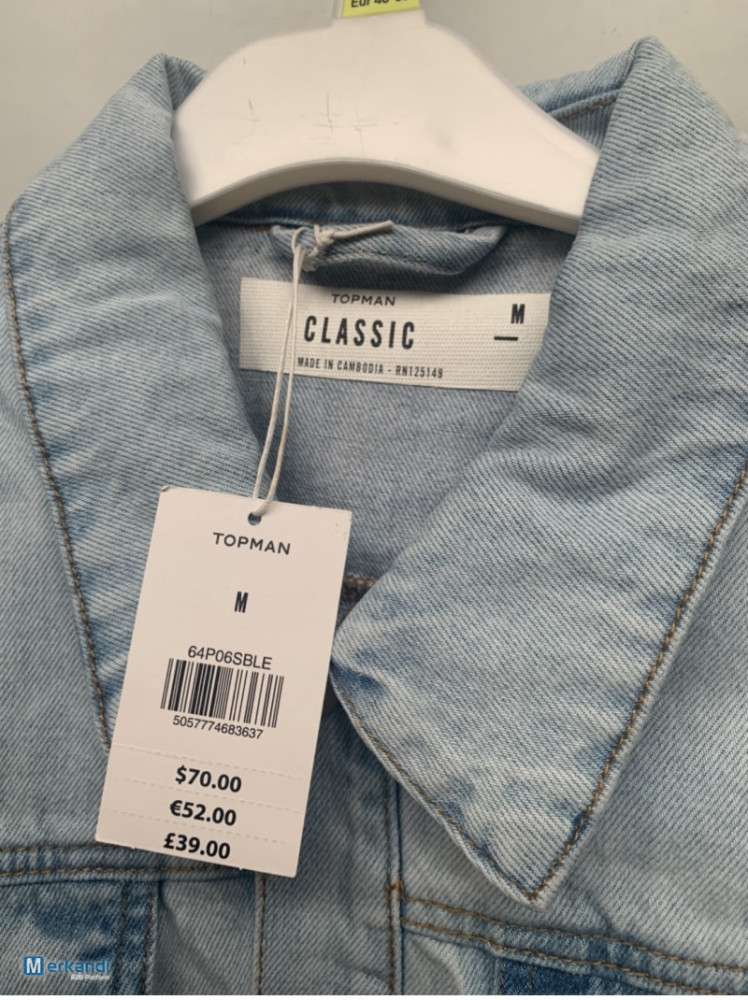 TOPMAN
CLASSIC
M
MADE IN CAMBODIA - RN125149
TOPMAN
M
64P06SBLE
5057774683637
$70.00
€52.00
£39.00
Merkandi